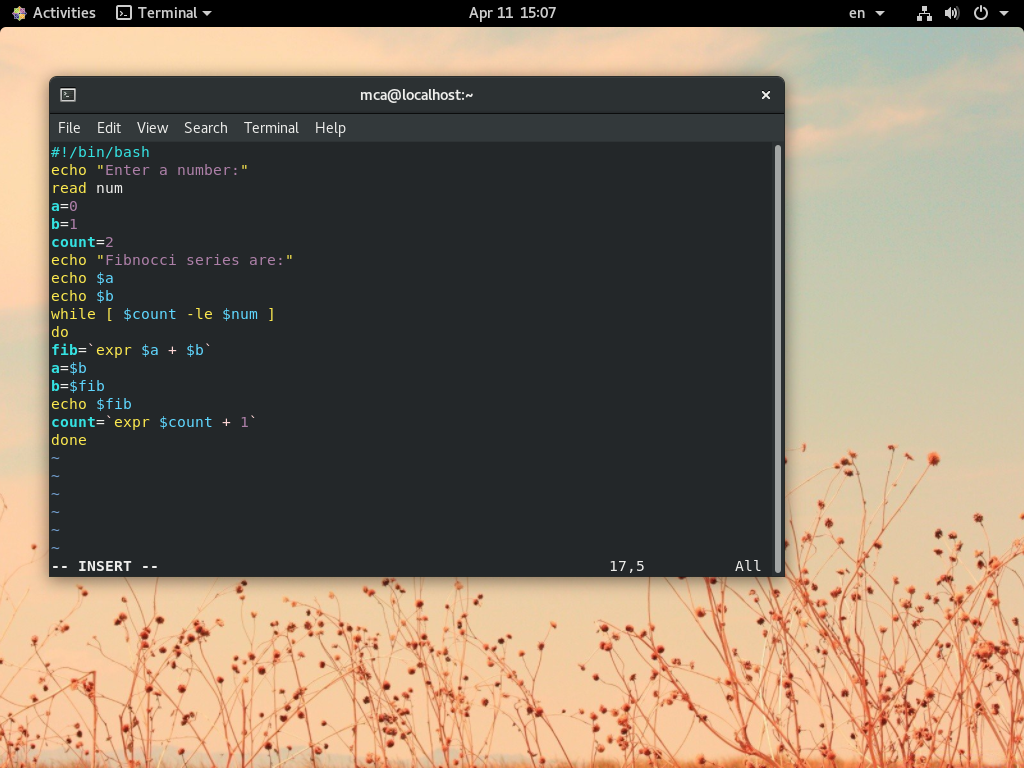 Activities Terminal Apr 11 15:07 en
mca@localhost:~
File Edit View Search Terminal Help
#!/bin/bash
echo "Enter a number:"
read num
a=0
b=1
count=2
echo "Fibnocci series are:"
echo $a
echo $b
while [ $count -le $num ]
do
fib=`expr $a + $b`
a=$b
b=$fib
echo $fib
count=`expr $count + 1`
done
~
~
~
~
~
~
-- INSERT -- 17,5 All